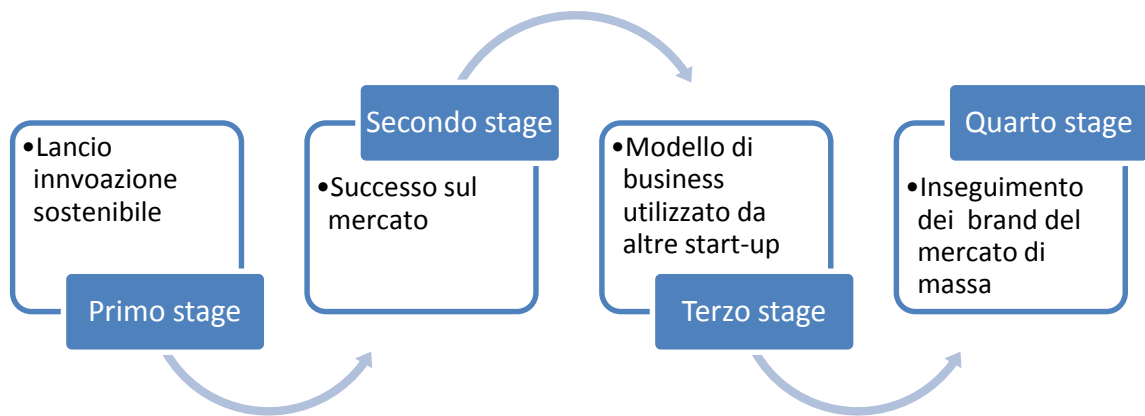 •Lancio
innvoazione
sostenibile
Primo stage
Secondo stage
•Successo sul
mercato
•Modello di
business
utilizzato da
altre start-up
Terzo stage
Quarto stage
•Inseguimento
dei brand del
mercato di
massa